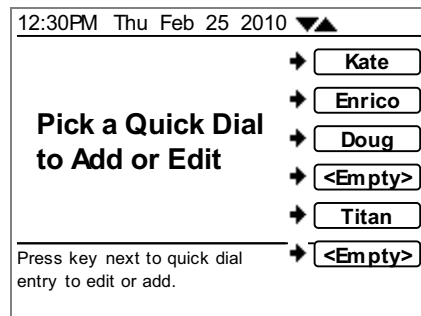 12:30PM Thu Feb 25 2010
Kate
Enrico
Pick a Quick Dial
to Add or Edit
Doug
<Empty>
Titan
<Empty>
Press key next to quick dial
entry to edit or add.